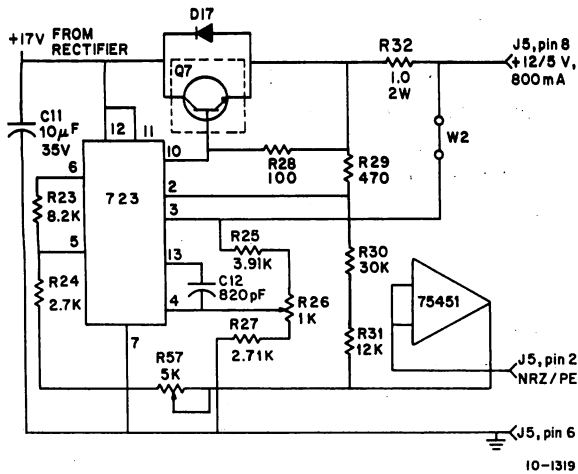 D17
+17V FROM
RECTIFIER
Q7
R32
1.0
2W
J5, pin 8
+12/5 V,
800mA
C11
10µF
35V
12
11
10
R28
100
W2
R29
470
6
723
2
R23
8.2K
3
R25
3.91K
5
13
R30
30K
R24
2.7K
C12
820pF
4
R26
1K
75451
R27
2.71K
R31
12K
7
R57
5K
J5, pin 2
NRZ/PE
J5, pin 6
10-1319